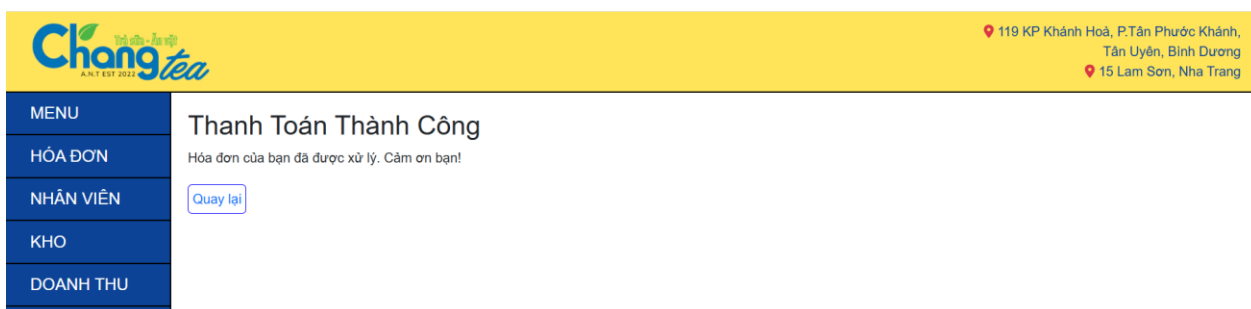 Trà sữa - Ăn vặt
Chang tea
A.N.T EST 2022
119 KP Khánh Hoà, P.Tân Phước Khánh,
Tân Uyên, Bình Dương
15 Lam Sơn, Nha Trang
MENU
HÓA ĐƠN
NHÂN VIÊN
KHO
DOANH THU
Thanh Toán Thành Công
Hóa đơn của bạn đã được xử lý. Cảm ơn bạn!
Quay lại